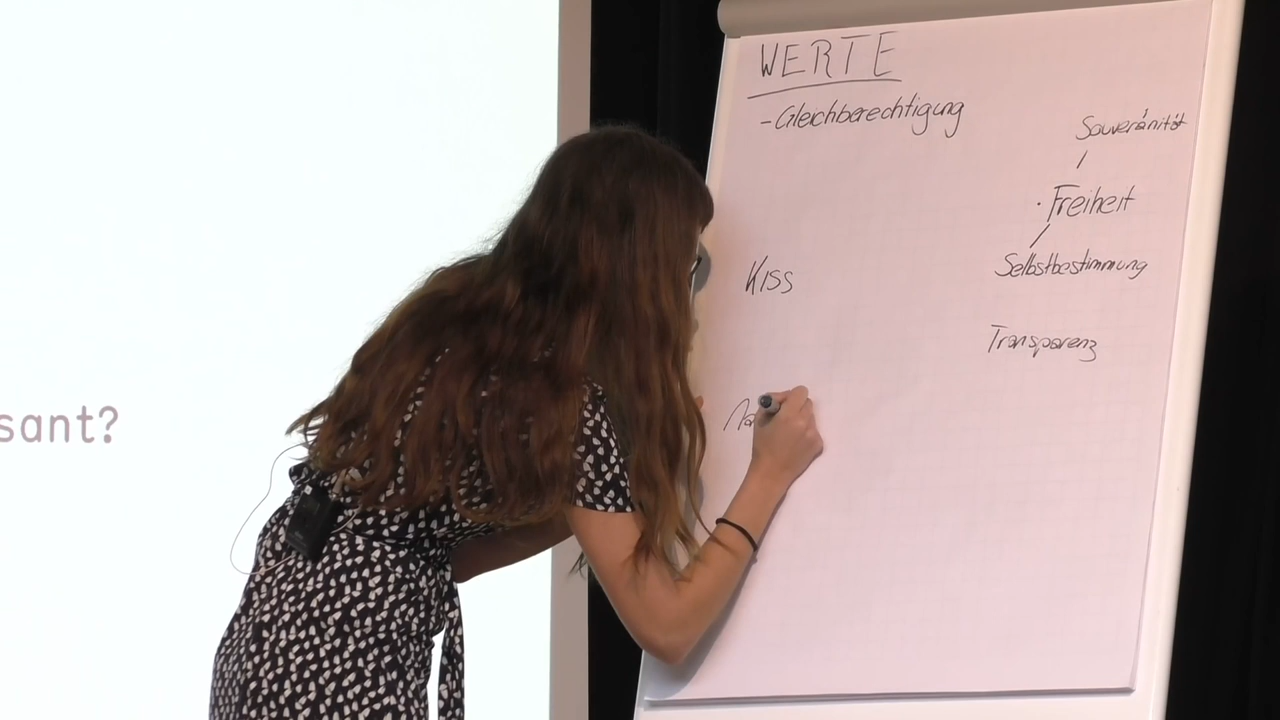 WERTE
- Gleichberechtigung
Souveränität
· Freiheit
Selbstbestimmung
KISS
Transparenz
sant?